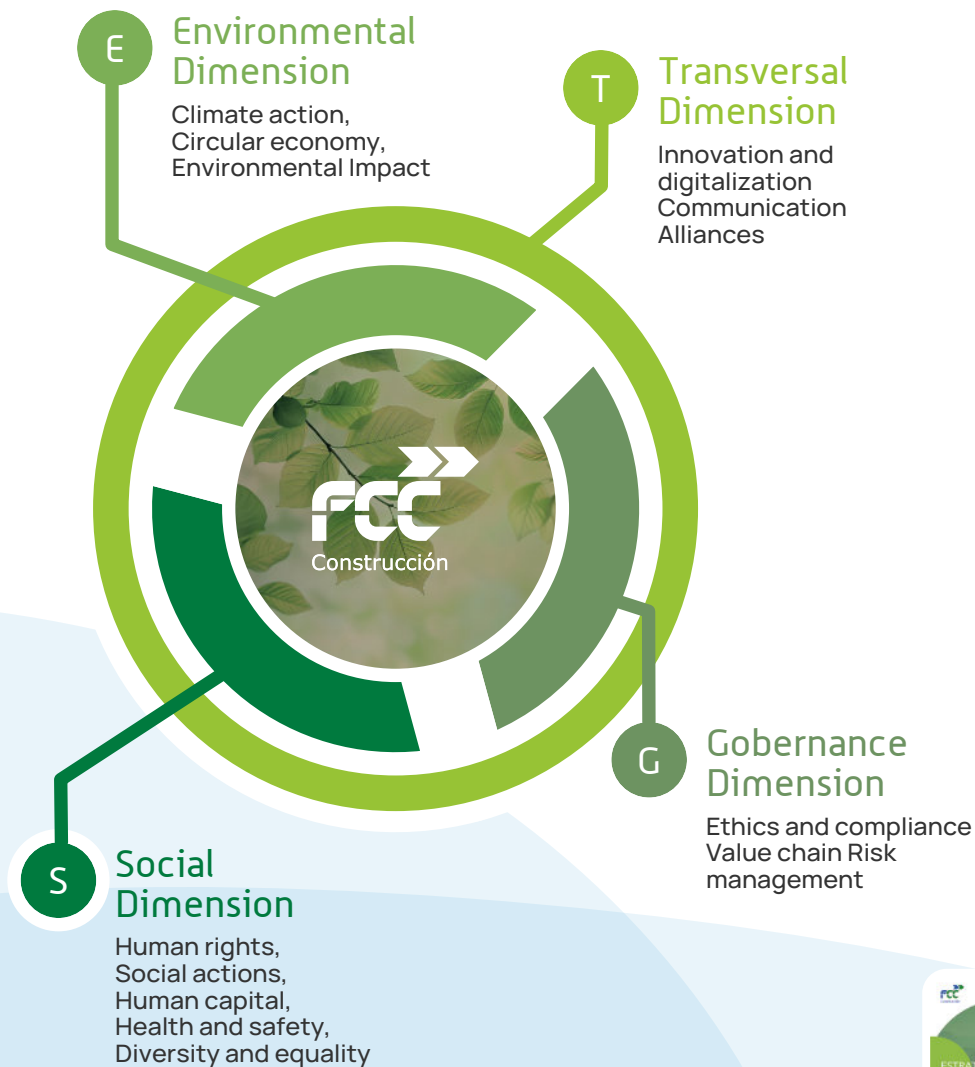 E
Environmental
Dimension
Climate action,
Circular economy,
Environmental Impact
T
Transversal
Dimension
Innovation and
digitalization
Communication
Alliances
FCC
Construcción
G
Gobernance
Dimension
Ethics and compliance
Value chain Risk
management
S
Social
Dimension
Human rights,
Social actions,
Human capital,
Health and safety,
Diversity and equality
FCC